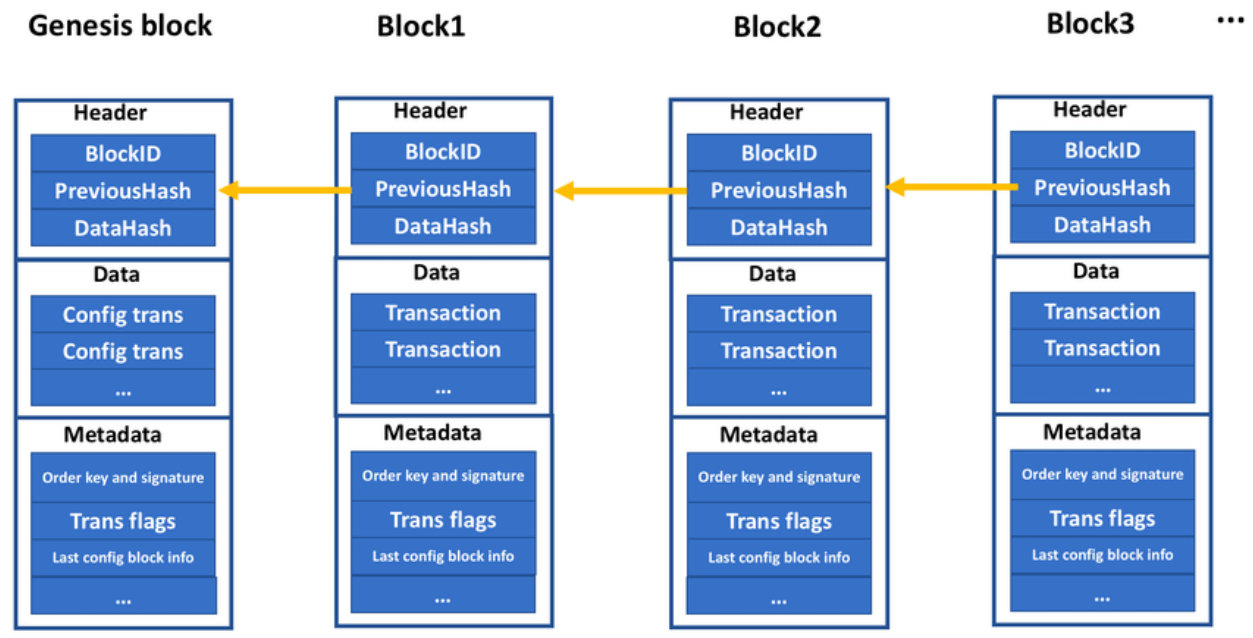 Genesis block
Block1
Block2
Block3
...
Header
BlockID
PreviousHash
DataHash
Data
Config trans
Config trans
...
Metadata
Order key and signature
Trans flags
Last config block info
...
Header
BlockID
PreviousHash
DataHash
Data
Transaction
Transaction
...
Metadata
Order key and signature
Trans flags
Last config block info
...
Header
BlockID
PreviousHash
DataHash
Data
Transaction
Transaction
...
Metadata
Order key and signature
Trans flags
Last config block info
...
Header
BlockID
PreviousHash
DataHash
Data
Transaction
Transaction
...
Metadata
Order key and signature
Trans flags
Last config block info
...